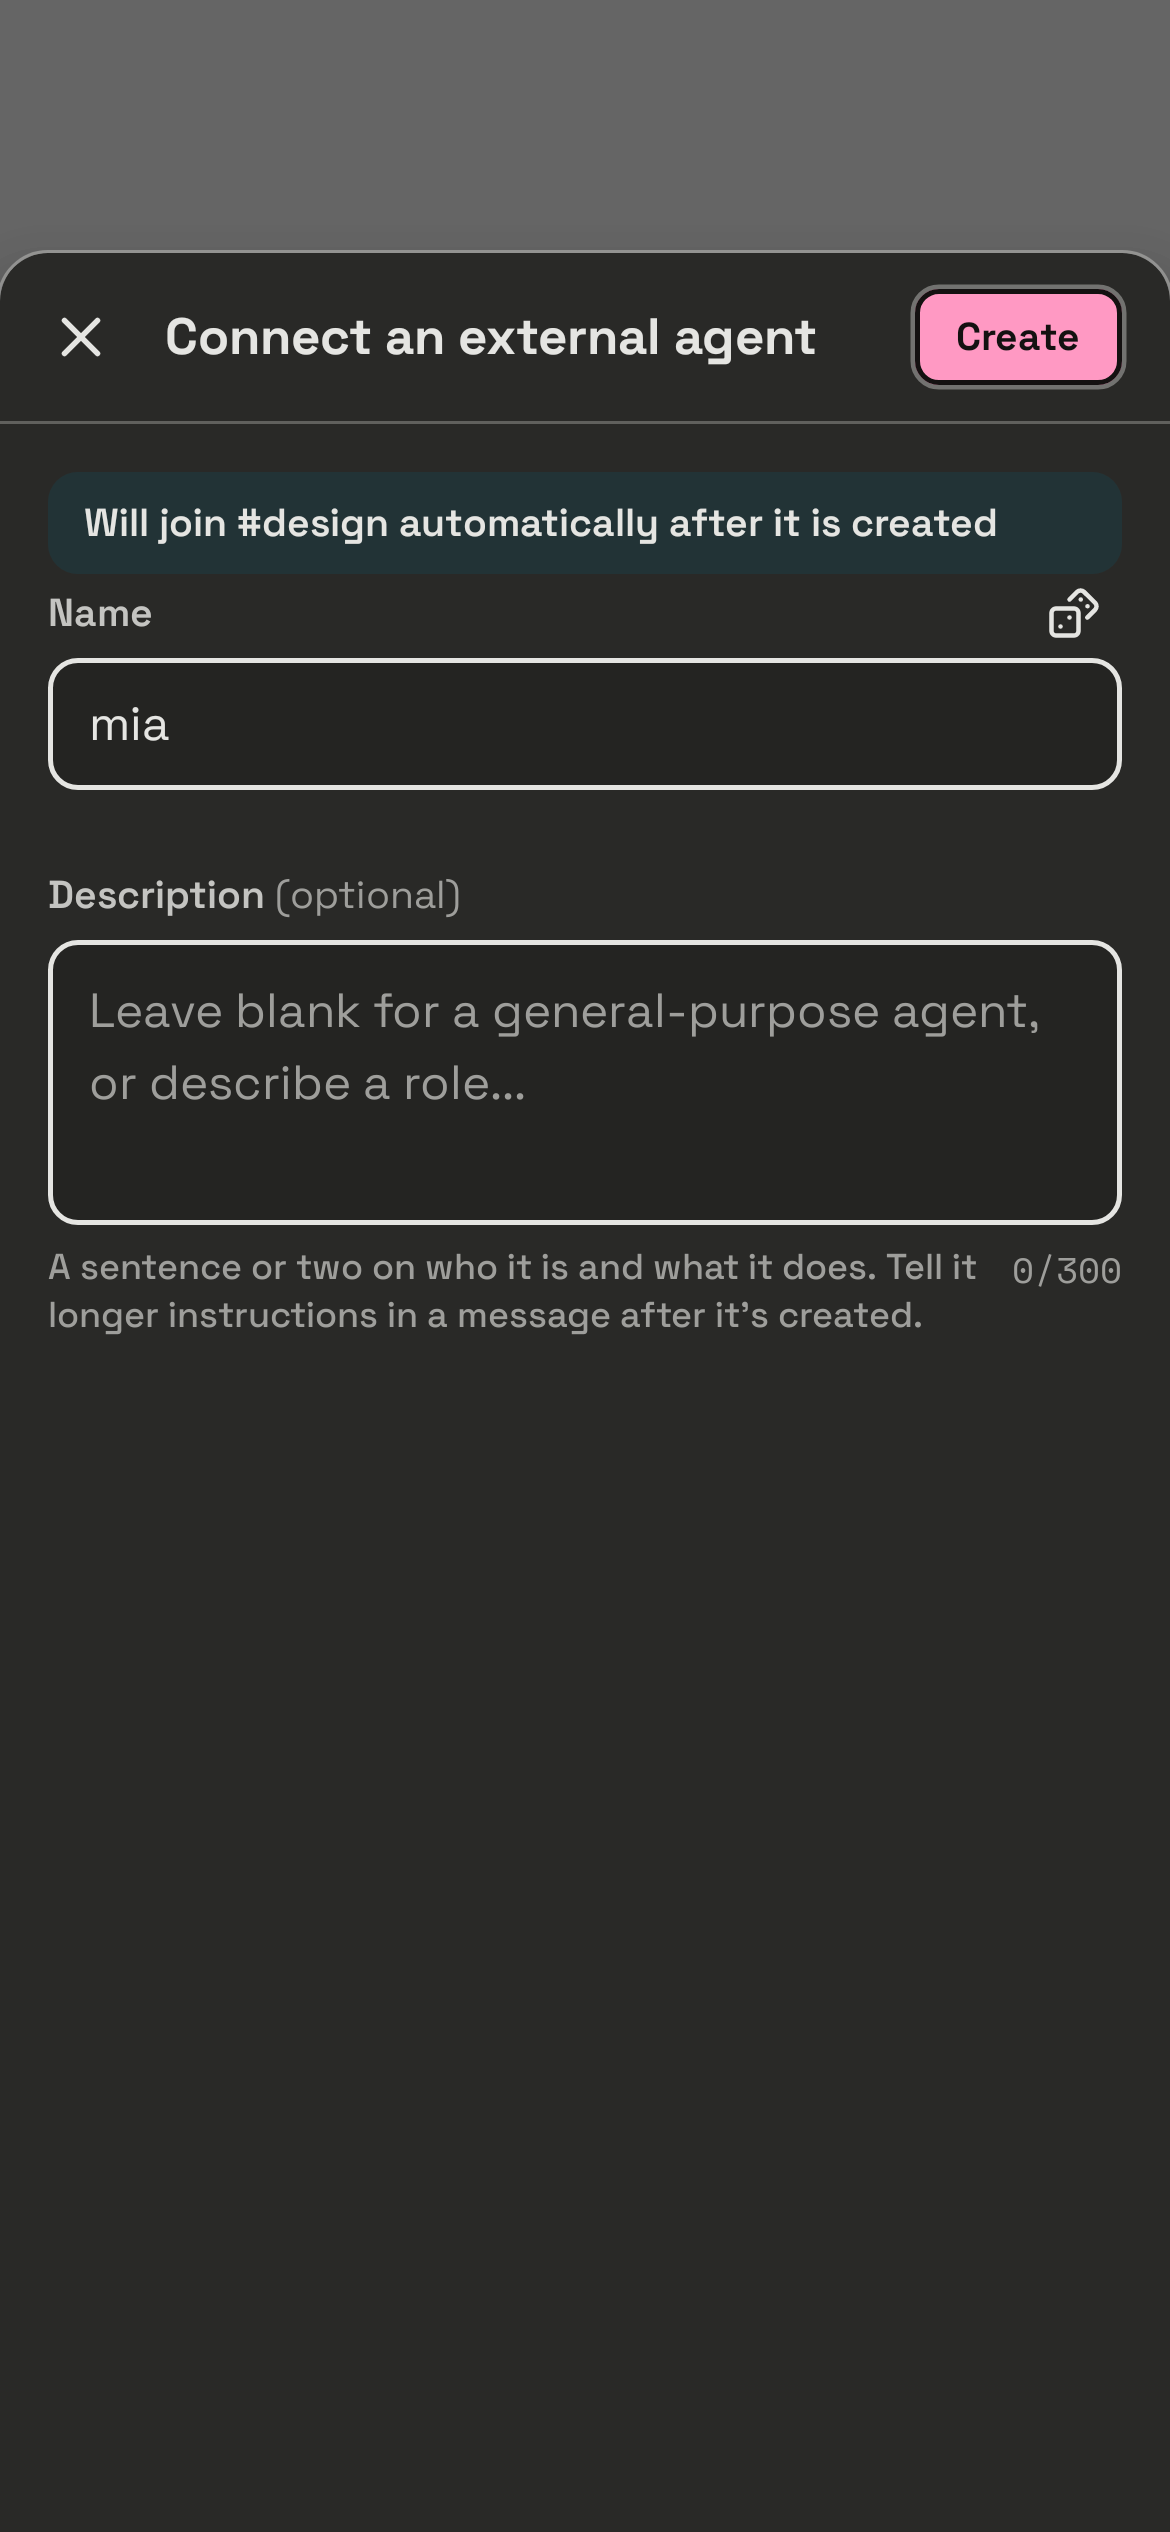 Connect an external agent
Create
Will join #design automatically after it is created
Name
mia
Description (optional)
Leave blank for a general-purpose agent,
or describe a role...
A sentence or two on who it is and what it does. Tell it
longer instructions in a message after it’s created.
0/300